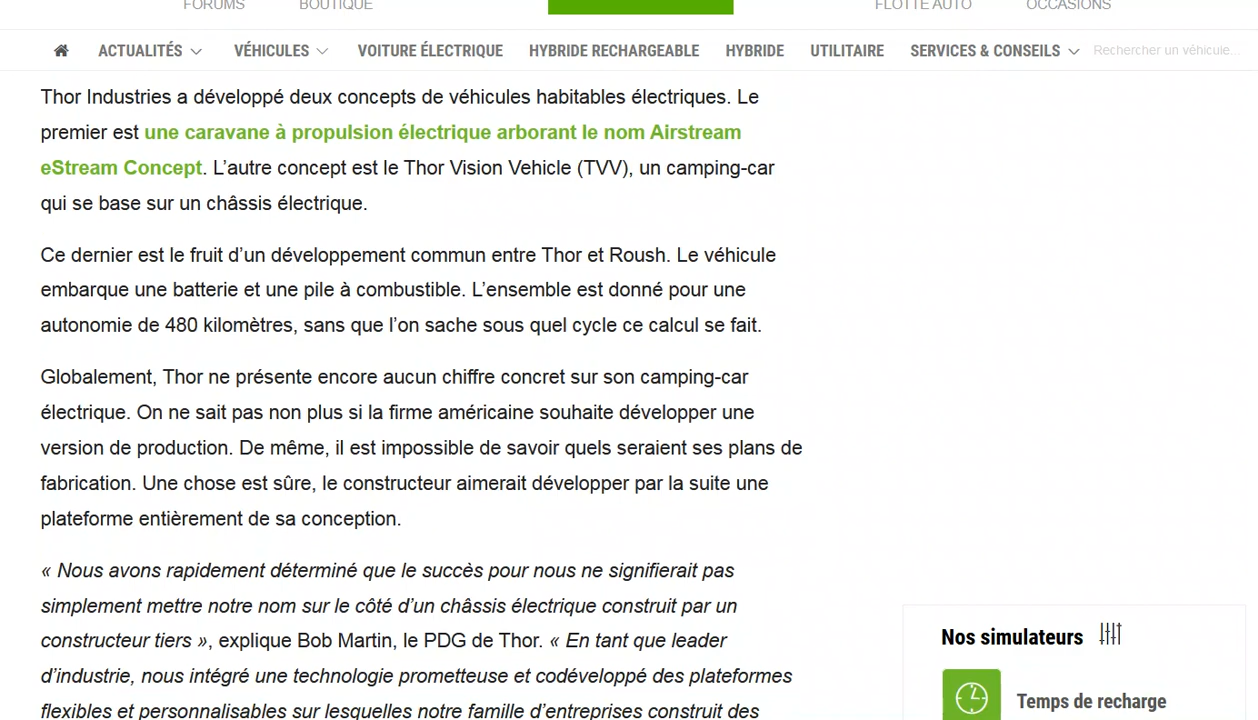 FORUMS BOUTIQUE FLOTTE AUTO OCCASIONS
ACTUALITÉS VÉHICULES VOITURE ÉLECTRIQUE HYBRIDE RECHARGEABLE HYBRIDE UTILITAIRE SERVICES & CONSEILS Rechercher un véhicule...
Thor Industries a développé deux concepts de véhicules habitables électriques. Le
premier est une caravane à propulsion électrique arborant le nom Airstream
eStream Concept. L’autre concept est le Thor Vision Vehicle (TVV), un camping-car
qui se base sur un châssis électrique.
Ce dernier est le fruit d’un développement commun entre Thor et Roush. Le véhicule
embarque une batterie et une pile à combustible. L’ensemble est donné pour une
autonomie de 480 kilomètres, sans que l’on sache sous quel cycle ce calcul se fait.
Globalement, Thor ne présente encore aucun chiffre concret sur son camping-car
électrique. On ne sait pas non plus si la firme américaine souhaite développer une
version de production. De même, il est impossible de savoir quels seraient ses plans de
fabrication. Une chose est sûre, le constructeur aimerait développer par la suite une
plateforme entièrement de sa conception.
« Nous avons rapidement déterminé que le succès pour nous ne signifierait pas
simplement mettre notre nom sur le côté d’un châssis électrique construit par un
constructeur tiers », explique Bob Martin, le PDG de Thor. « En tant que leader
d’industrie, nous intégré une technologie prometteuse et codéveloppé des plateformes
flexibles et personnalisables sur lesquelles notre famille d’entreprises construit des
Nos simulateurs
Temps de recharge